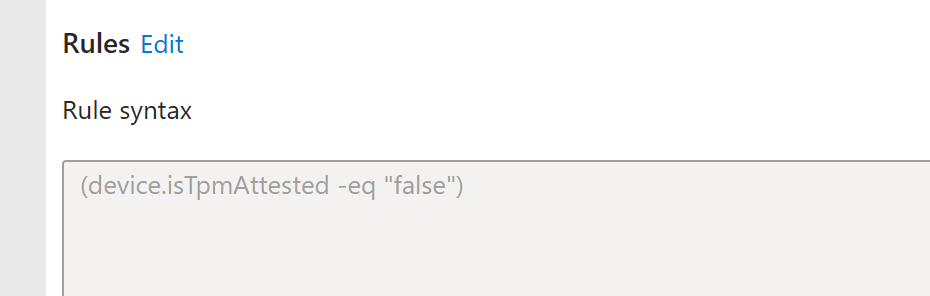 Rules Edit
Rule syntax
(device.isTpmAttested -eq "false")